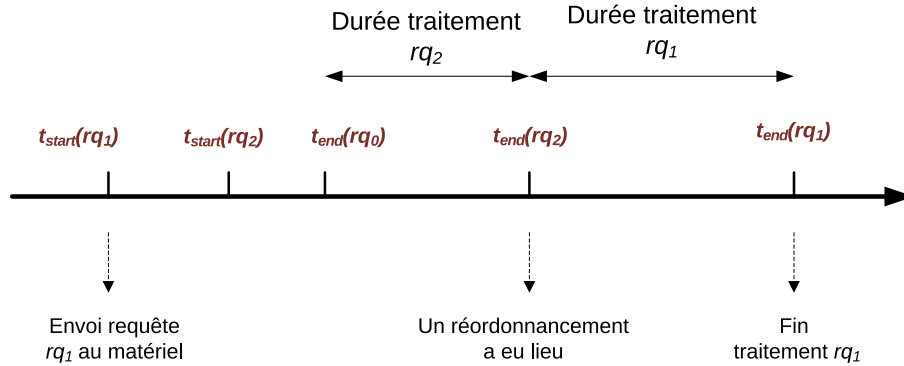 Durée traitement
rq2
Durée traitement
rq1
tstart(rq1)
tstart(rq2)
tend(rq0)
tend(rq2)
tend(rq1)
Envoi requête
rq1 au matériel
Un réordonnancement
a eu lieu
Fin
traitement rq1